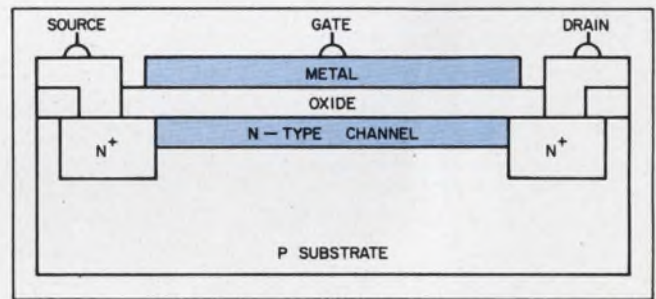 SOURCE GATE DRAIN
METAL
OXIDE
N – TYPE CHANNEL
N+ N+
P SUBSTRATE